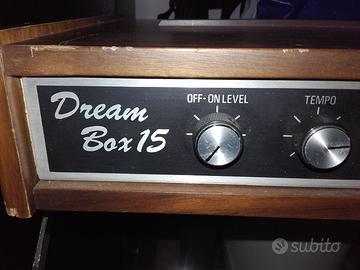 Dream
Box 15
OFF-ON LEVEL
TEMPO
subito